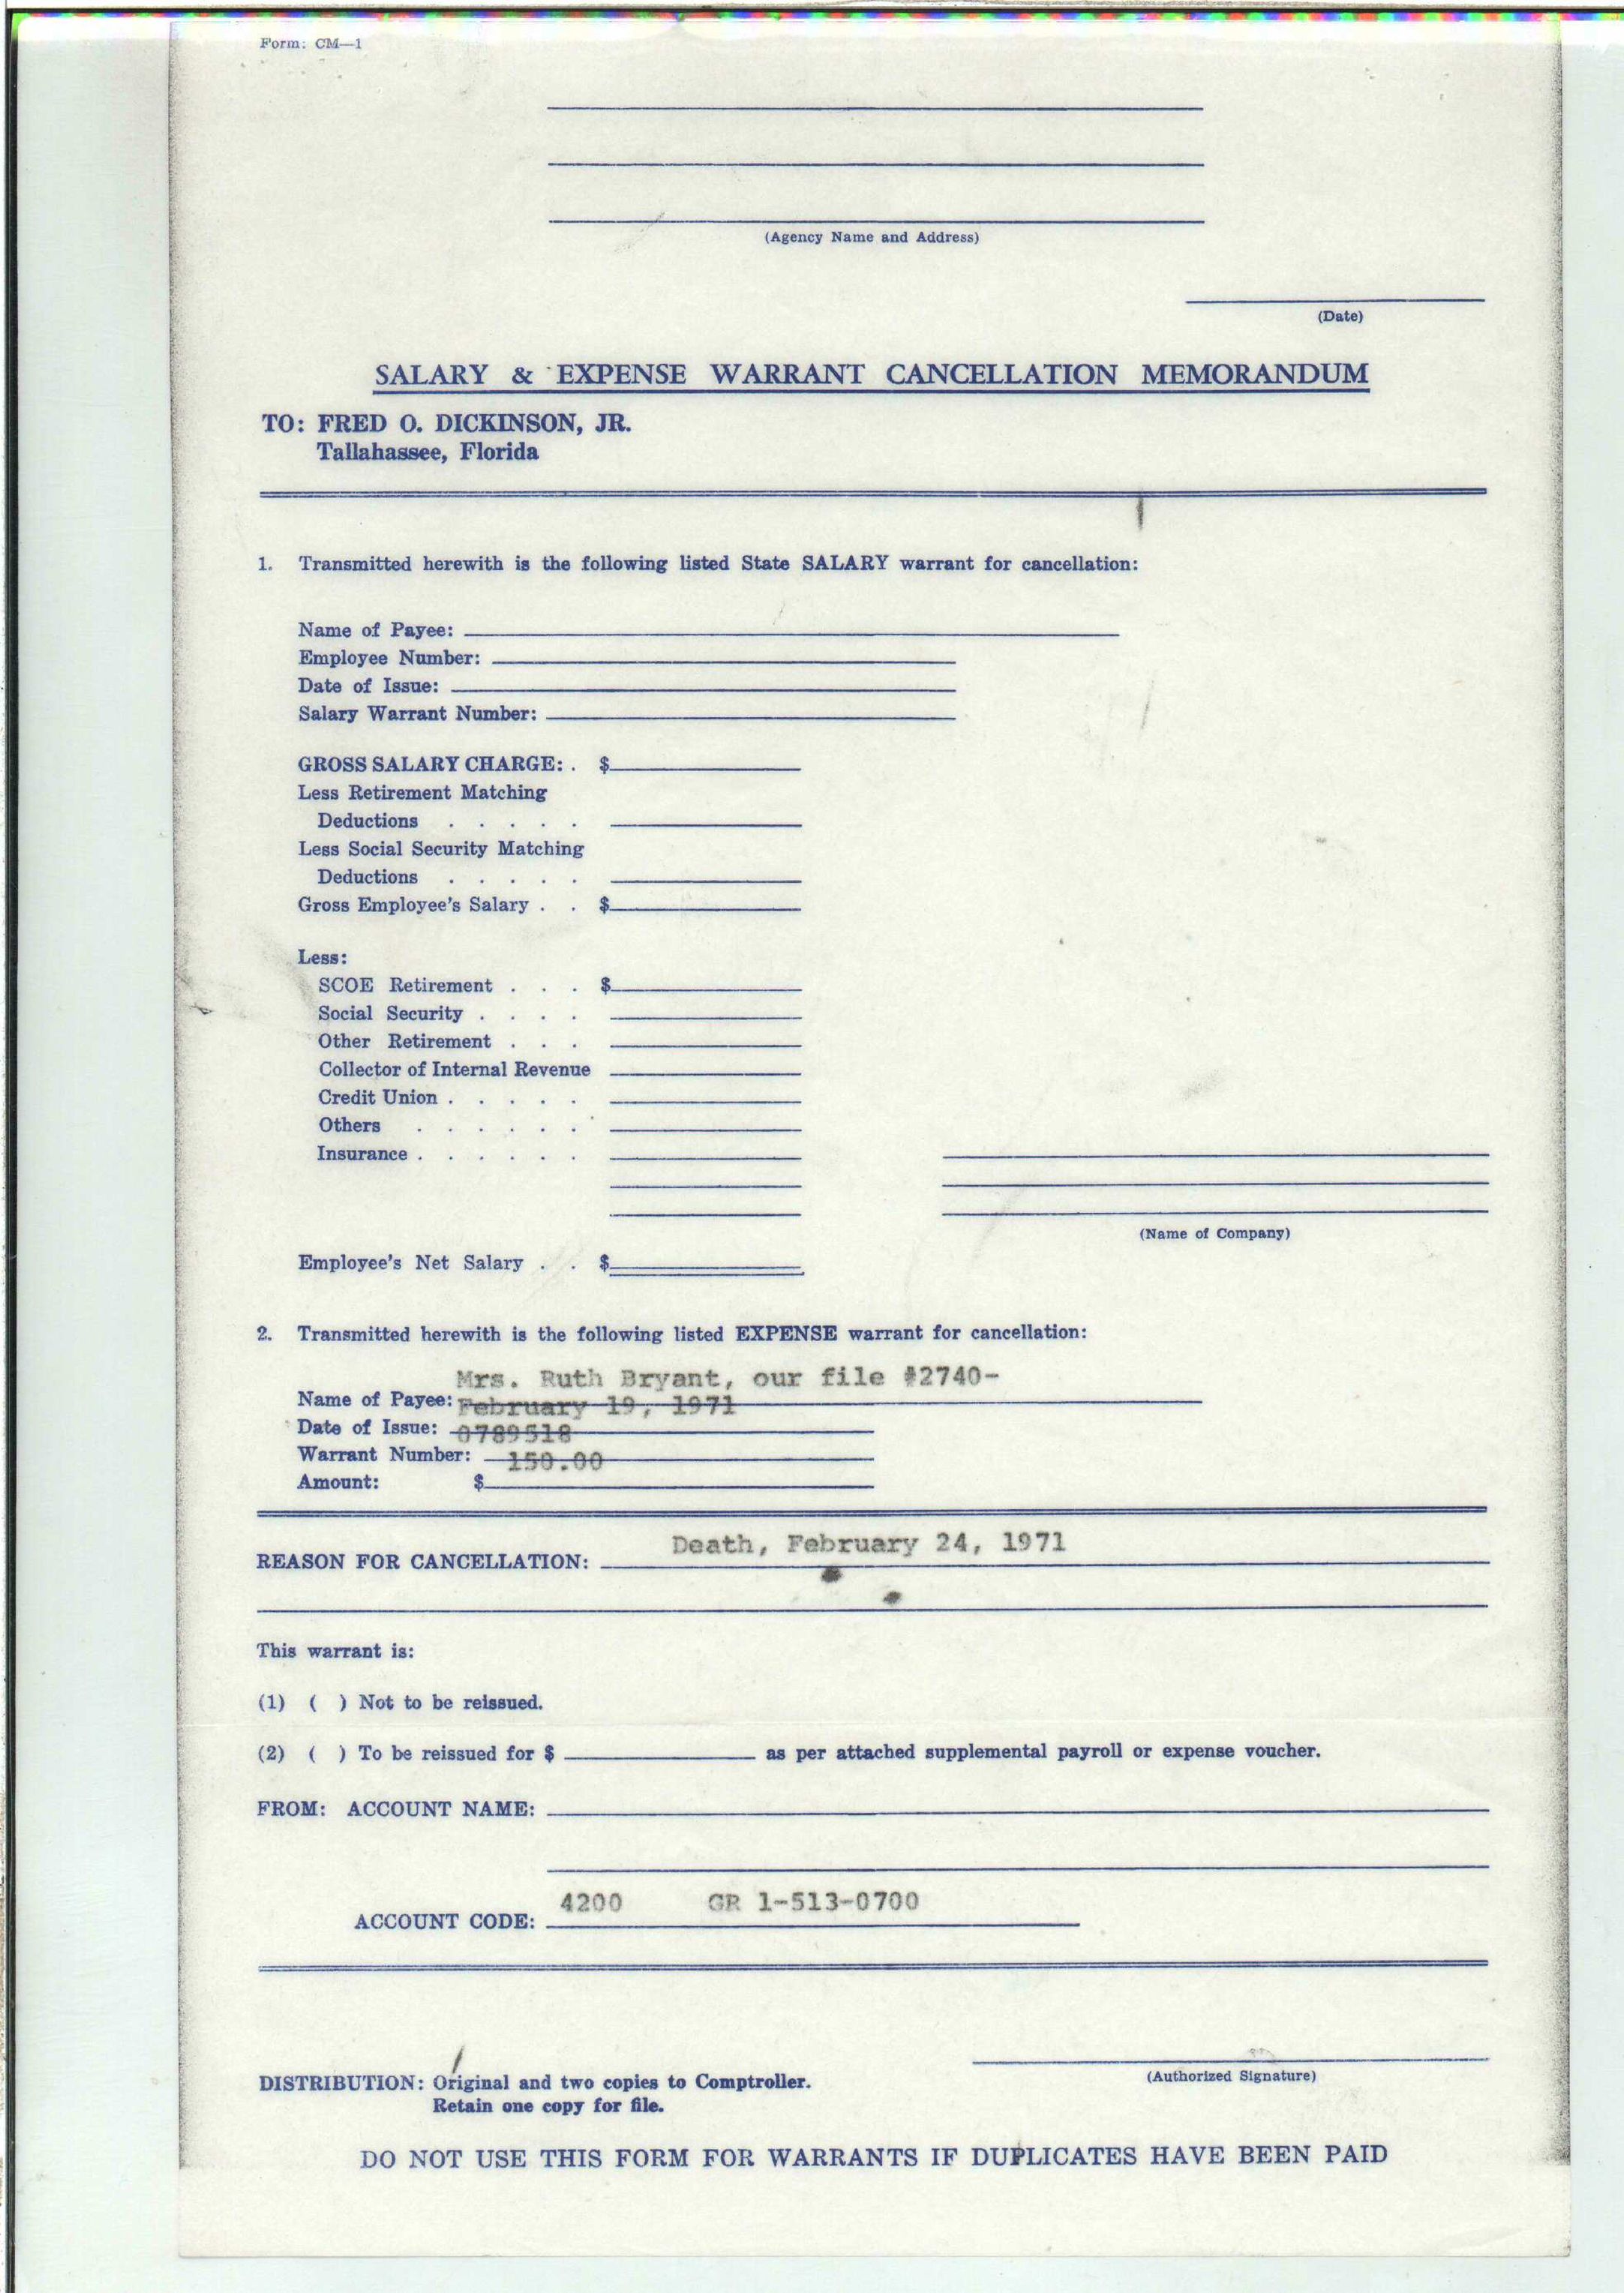 Form: CM—1
(Agency Name and Address)
(Date)
SALARY & EXPENSE WARRANT CANCELLATION MEMORANDUM
TO: FRED O. DICKINSON, JR.
Tallahassee, Florida
1. Transmitted herewith is the following listed State SALARY warrant for cancellation:
Name of Payee:
Employee Number:
Date of Issue:
Salary Warrant Number:
GROSS SALARY CHARGE: . $
Less Retirement Matching
Deductions . . . . .
Less Social Security Matching
Deductions . . . . .
Gross Employee's Salary . . $
Less:
SCOE Retirement . . . $
Social Security . . . .
Other Retirement . . .
Collector of Internal Revenue
Credit Union . . . . .
Others . . . . . .
Insurance . . . . . .
(Name of Company)
Employee's Net Salary . . $
2. Transmitted herewith is the following listed EXPENSE warrant for cancellation:
Mrs. Ruth Bryant, our file #2740-
Name of Payee: February 19, 1971
Date of Issue: 0789518
Warrant Number: 150.00
Amount: $
Death, February 24, 1971
REASON FOR CANCELLATION:
This warrant is:
(1) ( ) Not to be reissued.
(2) ( ) To be reissued for $ as per attached supplemental payroll or expense voucher.
FROM: ACCOUNT NAME:
4200 GR 1-513-0700
ACCOUNT CODE:
(Authorized Signature)
DISTRIBUTION: Original and two copies to Comptroller.
Retain one copy for file.
DO NOT USE THIS FORM FOR WARRANTS IF DUPLICATES HAVE BEEN PAID